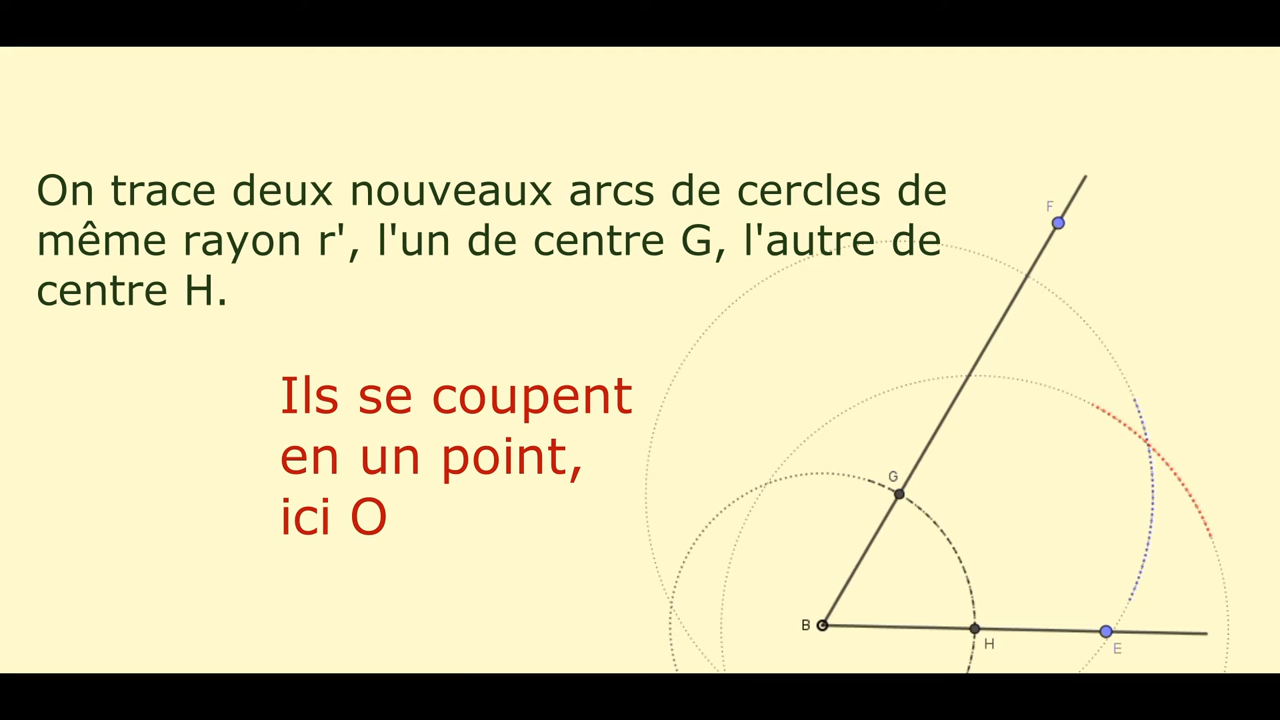 On trace deux nouveaux arcs de cercles de
même rayon r', l'un de centre G, l'autre de
centre H.
Ils se coupent
en un point,
ici O
F
G
B
H
E